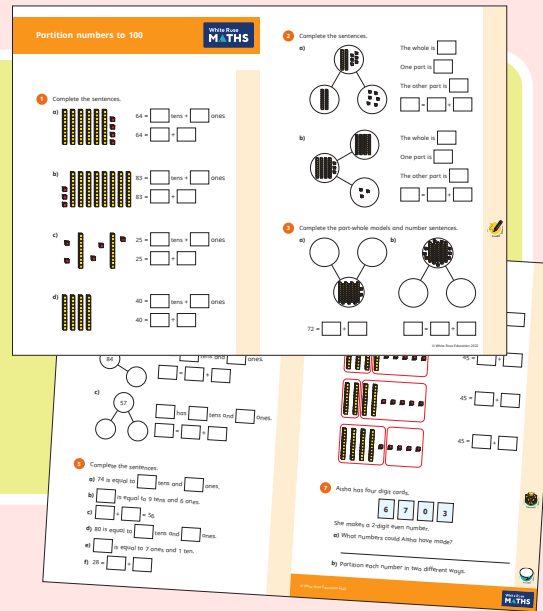 Partition numbers to 100
White Rose
MATHS
1 Complete the sentences.
a)
64 = tens + ones
64 = +
b)
83 = tens + ones
83 = +
c)
25 = tens + ones
25 = +
d)
40 = tens + ones
40 = +
2 Complete the sentences.
a)
The whole is
One part is
The other part is
= +
b)
The whole is
One part is
The other part is
= +
3 Complete the part-whole models and number sentences.
a)
b)
72 = +
= +
© White Rose Education 2022
84
tens and ones.
= +
c)
57
has tens and ones.
= +
5 Complete the sentences.
a) 74 is equal to tens and ones.
b) is equal to 9 tens and 6 ones.
c) + = 56
d) 80 is equal to tens and ones.
e) is equal to 7 ones and 1 ten.
f) 28 = +
45 = +
45 = +
45 = +
7 Aisha has four digit cards.
6 7 0 3
She makes a 2-digit even number.
a) What numbers could Aisha have made?
b) Partition each number in two different ways.
© White Rose Education 2022
White Rose
MATHS